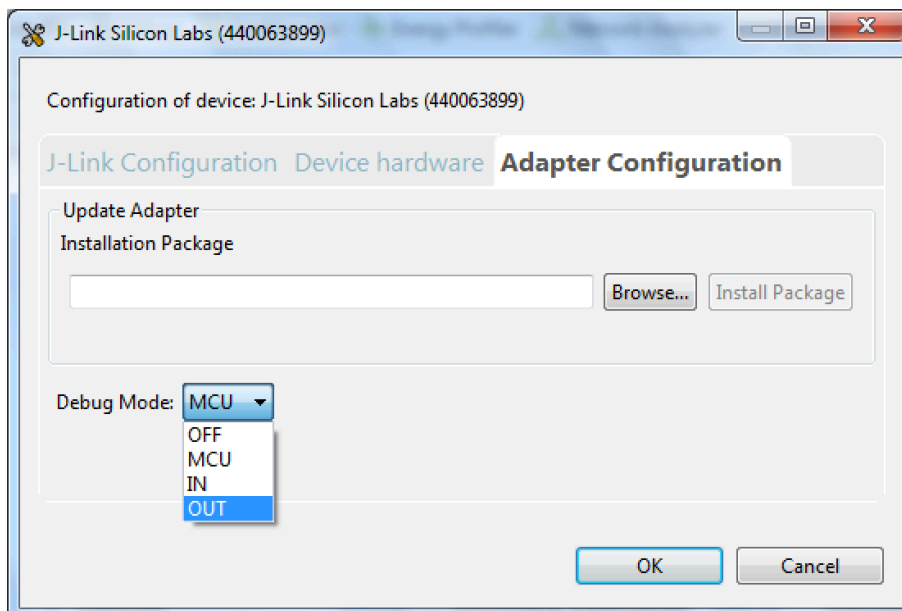 J-Link Silicon Labs (440063899)
Configuration of device: J-Link Silicon Labs (440063899)
J-Link Configuration Device hardware Adapter Configuration
Update Adapter
Installation Package
Browse... Install Package
Debug Mode: MCU
OFF
MCU
IN
OUT
OK Cancel